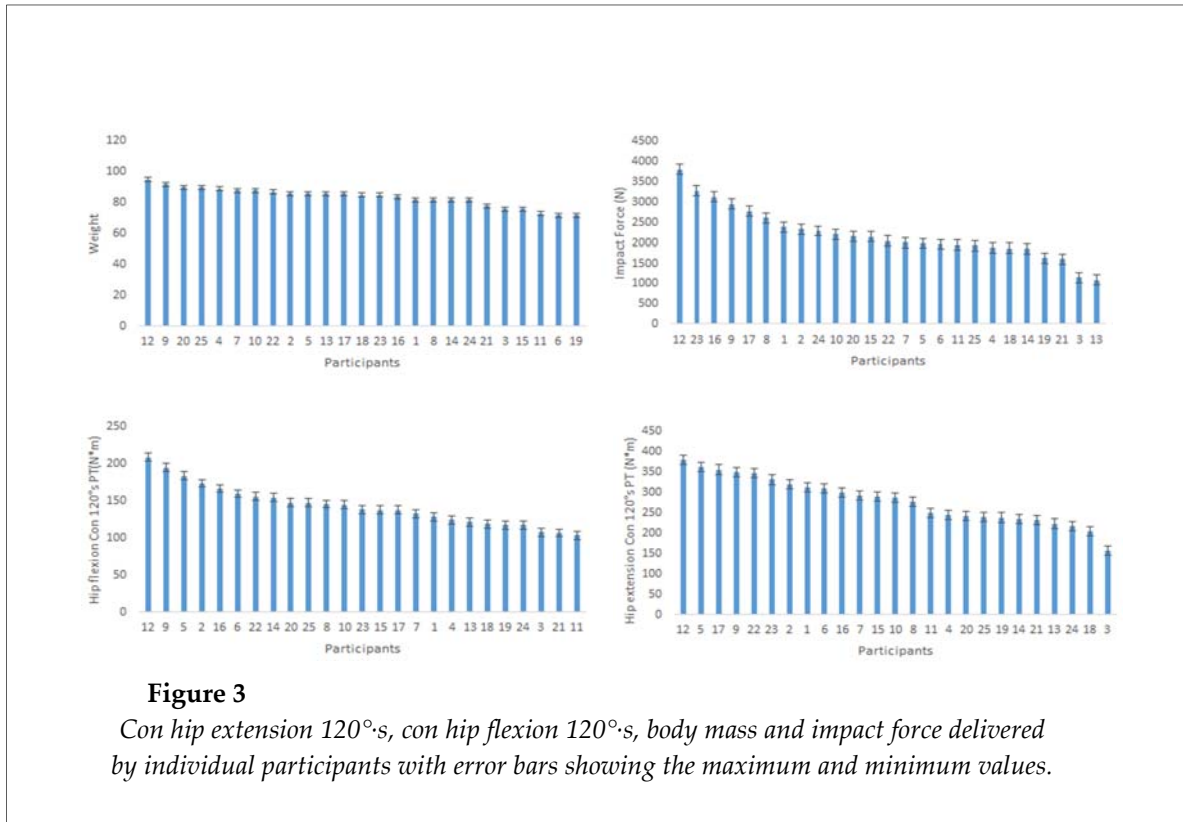 120
100
80
60
40
20
0
Weight
12 9 20 25 4 7 10 22 2 5 13 17 18 23 16 1 8 14 24 21 3 15 11 6 19
Participants
4500
4000
3500
3000
2500
2000
1500
1000
500
0
Impact Force (N)
12 23 16 9 17 8 1 2 24 10 20 15 22 7 5 6 11 25 4 18 14 19 21 3 13
Participants
250
200
150
100
50
0
Hip flexion Con 120°s PT(N*m)
12 9 5 2 16 6 22 14 20 25 8 10 23 15 17 7 1 4 13 18 19 24 3 21 11
Participants
450
400
350
300
250
200
150
100
50
0
Hip extension Con 120°s PT (N*m)
12 5 17 9 22 23 2 1 6 16 7 15 10 8 11 4 20 25 19 14 21 13 24 18 3
Participants
Figure 3
Con hip extension 120°·s, con hip flexion 120°·s, body mass and impact force delivered
by individual participants with error bars showing the maximum and minimum values.